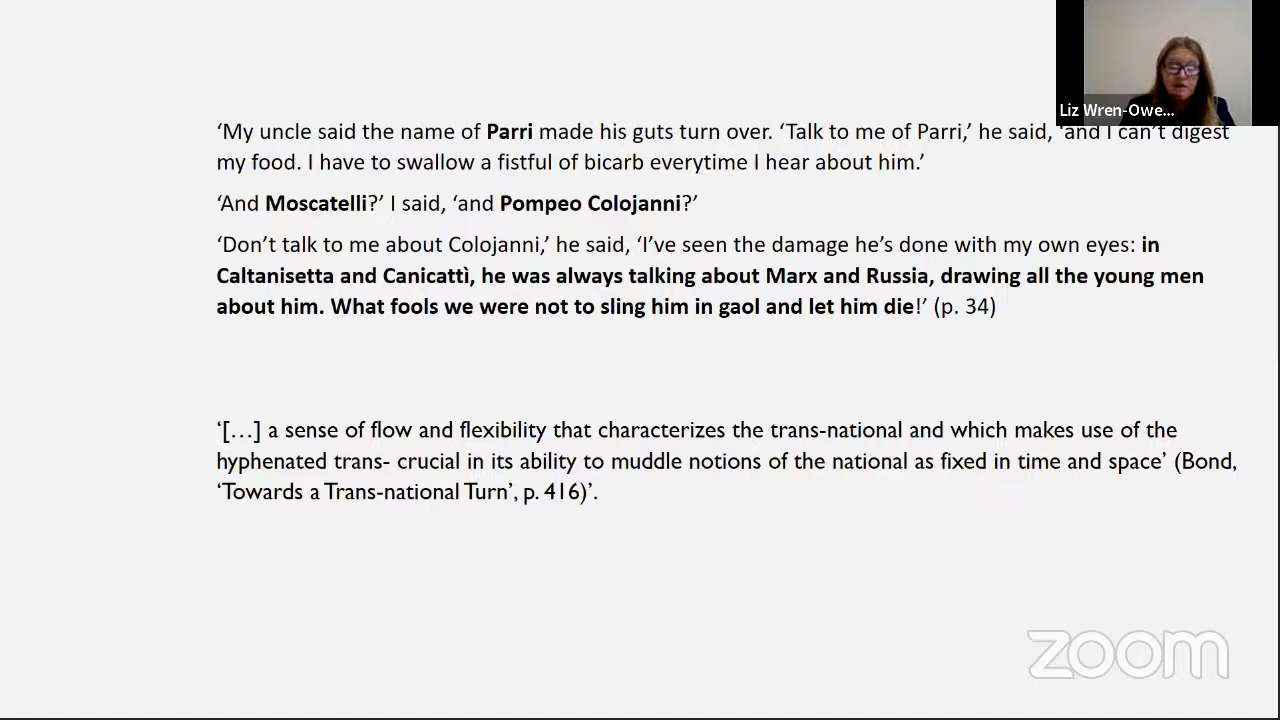 Liz Wren-Owe...
‘My uncle said the name of Parri made his guts turn over. ‘Talk to me of Parri,’ he said, ‘and I can’t digest
my food. I have to swallow a fistful of bicarb everytime I hear about him.’
‘And Moscatelli?’ I said, ‘and Pompeo Colojanni?’
‘Don’t talk to me about Colojanni,’ he said, ‘I’ve seen the damage he’s done with my own eyes: in
Caltanisetta and Canicattì, he was always talking about Marx and Russia, drawing all the young men
about him. What fools we were not to sling him in gaol and let him die!’ (p. 34)
‘[…] a sense of flow and flexibility that characterizes the trans-national and which makes use of the
hyphenated trans- crucial in its ability to muddle notions of the national as fixed in time and space’ (Bond,
‘Towards a Trans-national Turn’, p. 416)’.
zoom